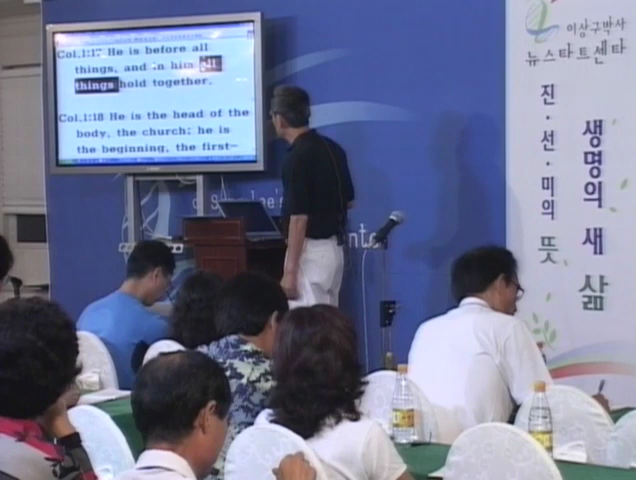 Col.1:17 He is before all
things, and in him all
things hold together.
Col.1:18 He is the head of the
body, the church; he is
the beginning, the first-
이상구박사
뉴스타트센타
진·선·미의 뜻
생명의 새 삶